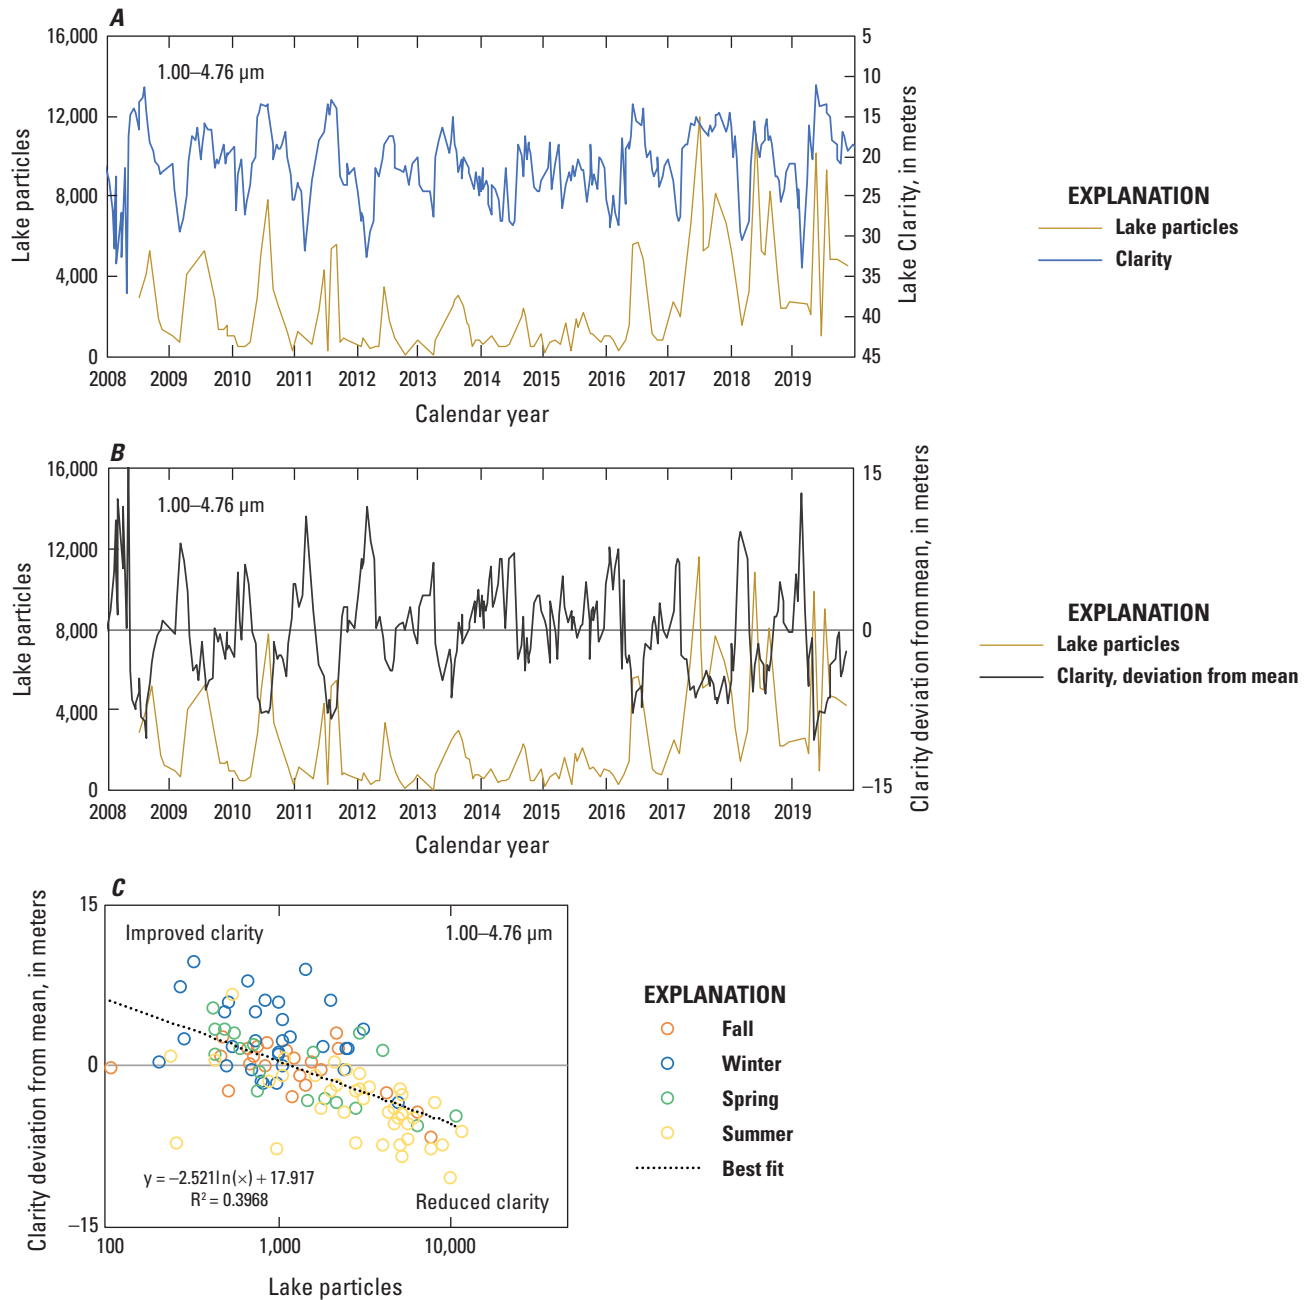 A
16,000
12,000
8,000
4,000
0
Lake particles
1.00–4.76 µm
5
10
15
20
25
30
35
40
45
Lake Clarity, in meters
2008 2009 2010 2011 2012 2013 2014 2015 2016 2017 2018 2019
Calendar year
EXPLANATION
Lake particles
Clarity
B
16,000
12,000
8,000
4,000
0
Lake particles
1.00–4.76 µm
15
0
–15
Clarity deviation from mean, in meters
2008 2009 2010 2011 2012 2013 2014 2015 2016 2017 2018 2019
Calendar year
EXPLANATION
Lake particles
Clarity, deviation from mean
C
15
0
–15
Clarity deviation from mean, in meters
Improved clarity
1.00–4.76 µm
y = –2.521ln(×) + 17.917
R² = 0.3968
Reduced clarity
100 1,000 10,000
Lake particles
EXPLANATION
Fall
Winter
Spring
Summer
Best fit